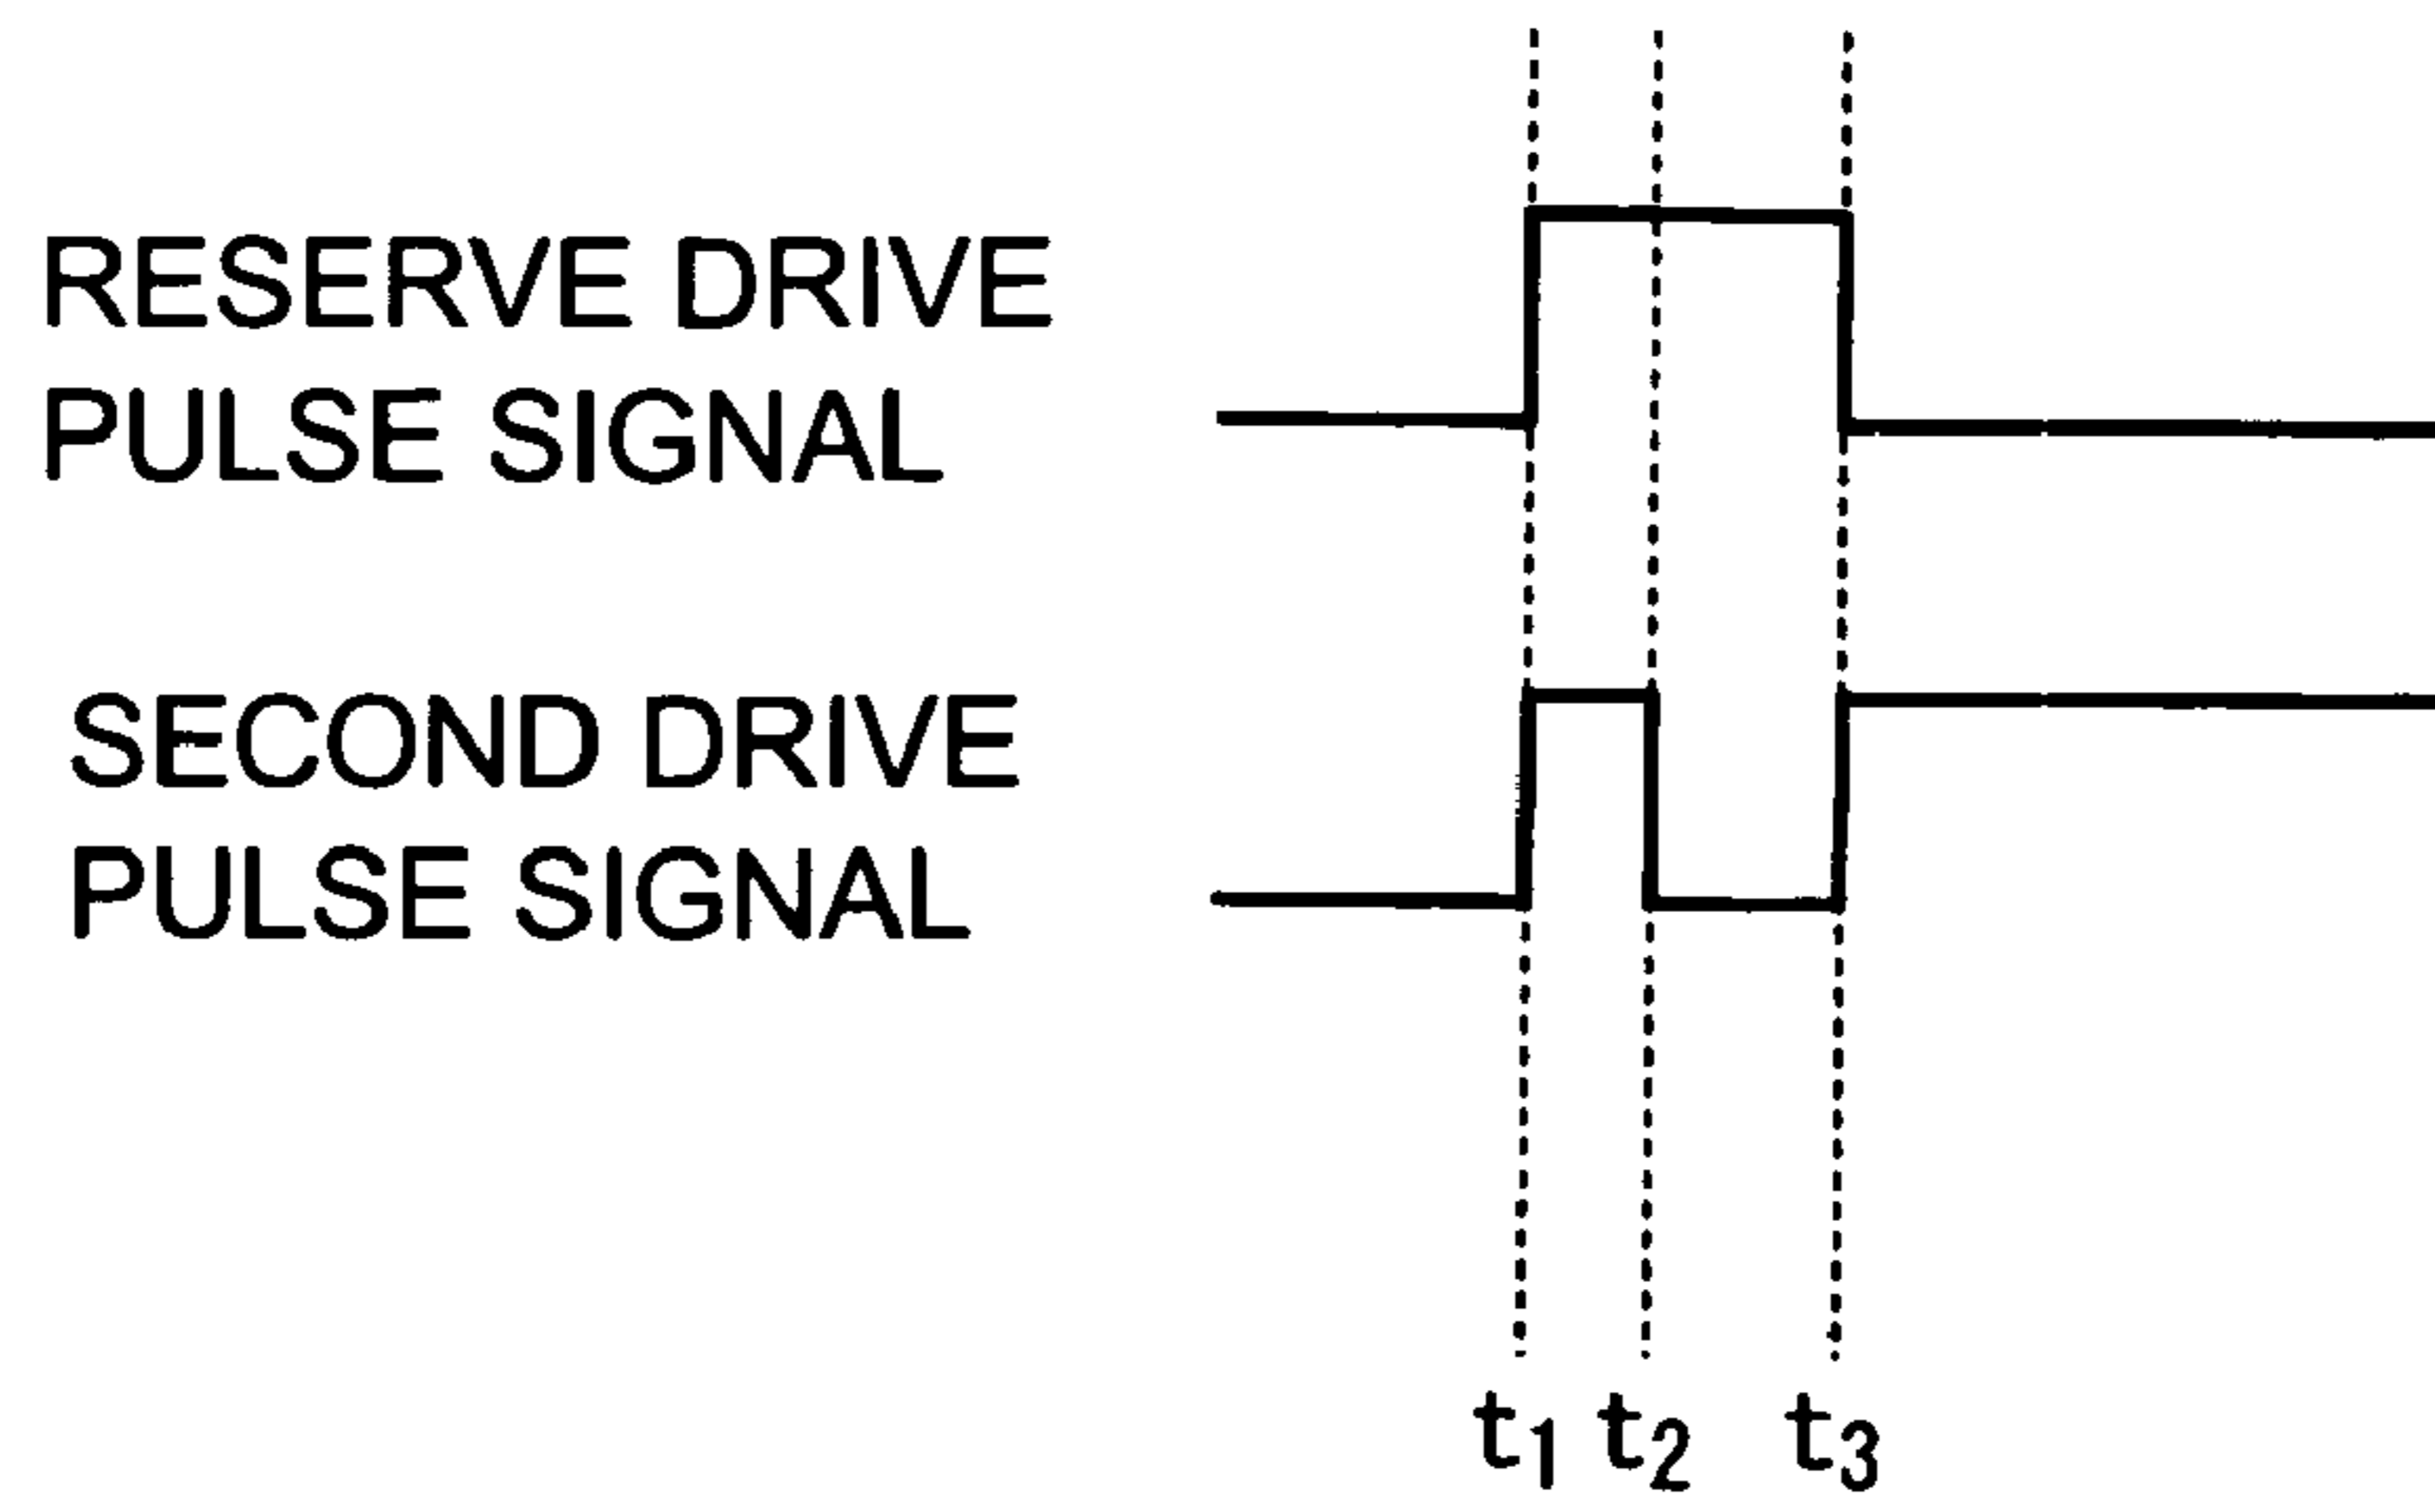 RESERVE DRIVE
PULSE SIGNAL
SECOND DRIVE
PULSE SIGNAL
t1 t2 t3